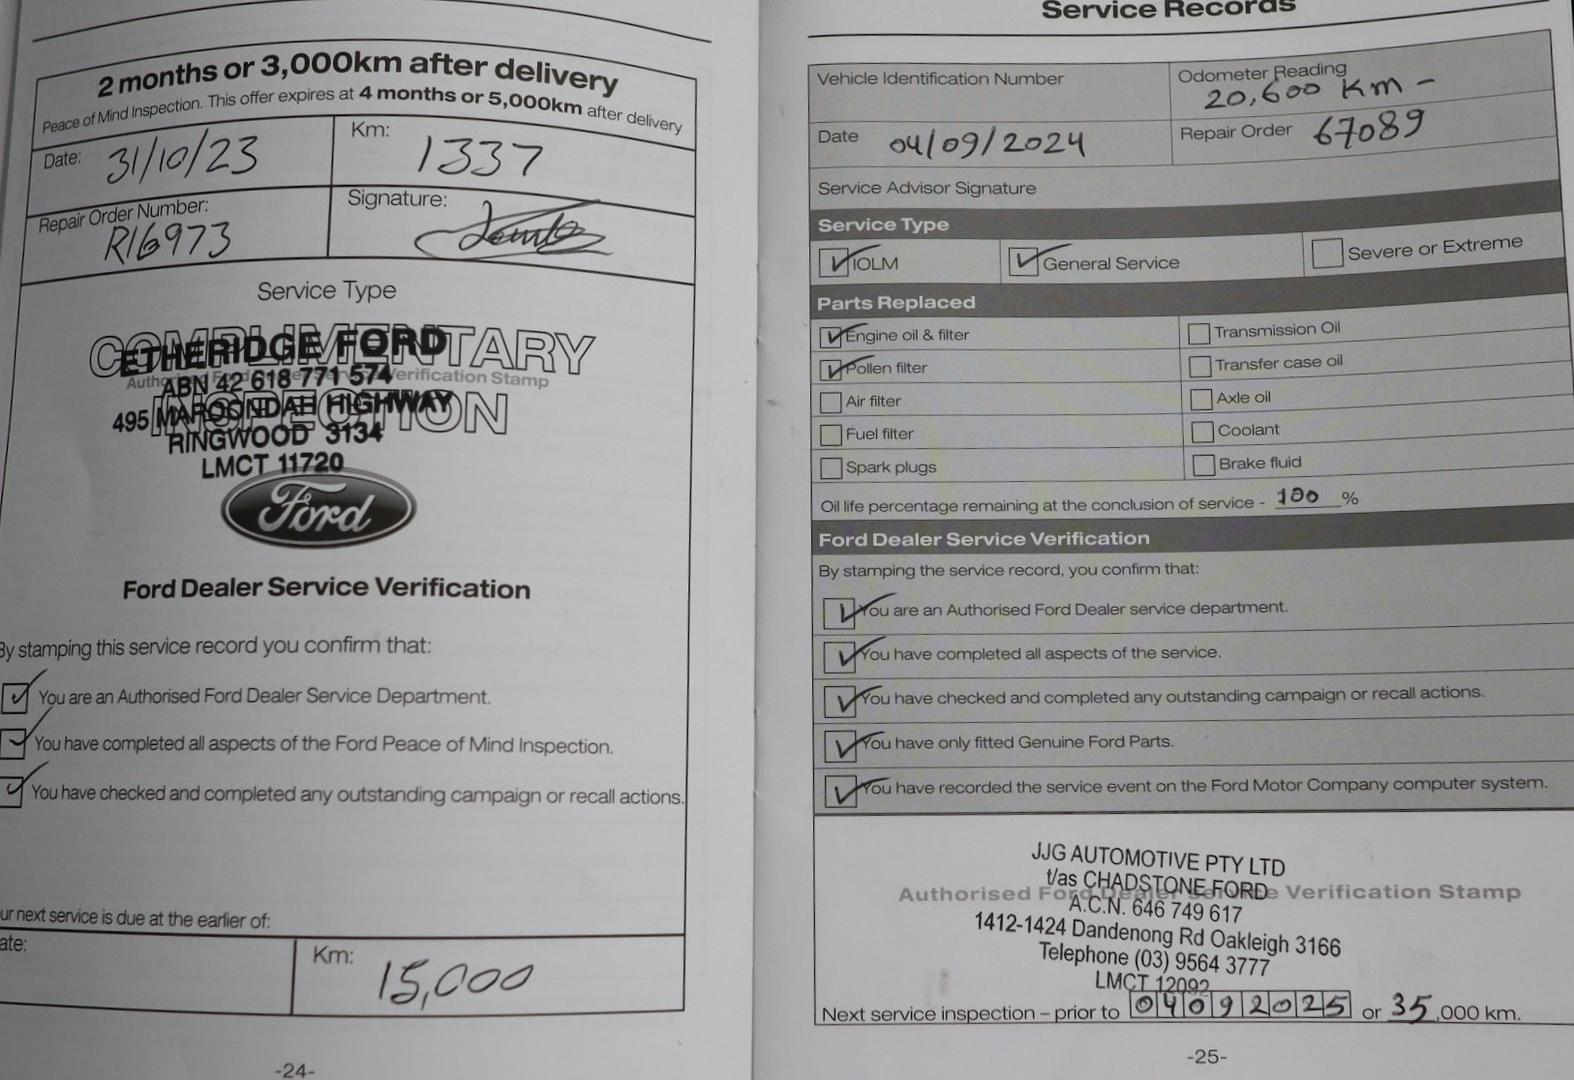 2 months or 3,000km after delivery
Peace of Mind Inspection. This offer expires at 4 months or 5,000km after delivery
Date: 31/10/23
Km: 1337
Repair Order Number: R16973
Signature:
Service Type
COMPLIMENTARY
INSPECTION
ETHERIDGE FORD
ABN 42 618 771 574
495 MAROONDAH HIGHWAY
RINGWOOD 3134
LMCT 11720
Verification Stamp
Ford
Ford Dealer Service Verification
By stamping this service record you confirm that:
You are an Authorised Ford Dealer Service Department.
You have completed all aspects of the Ford Peace of Mind Inspection.
You have checked and completed any outstanding campaign or recall actions.
ur next service is due at the earlier of:
ate:
Km: 15,000
-24-
Service Records
Vehicle Identification Number
Odometer Reading
20,600 Km -
Date 04/09/2024
Repair Order 67089
Service Advisor Signature
Service Type
IOLM
General Service
Severe or Extreme
Parts Replaced
Engine oil & filter
Transmission Oil
Pollen filter
Transfer case oil
Air filter
Axle oil
Fuel filter
Coolant
Spark plugs
Brake fluid
Oil life percentage remaining at the conclusion of service - 100 %
Ford Dealer Service Verification
By stamping the service record, you confirm that:
You are an Authorised Ford Dealer service department.
You have completed all aspects of the service.
You have checked and completed any outstanding campaign or recall actions.
You have only fitted Genuine Ford Parts.
You have recorded the service event on the Ford Motor Company computer system.
JJG AUTOMOTIVE PTY LTD
t/as CHADSTONE FORD
Authorised Ford Dealer Service Verification Stamp
A.C.N. 646 749 617
1412-1424 Dandenong Rd Oakleigh 3166
Telephone (03) 9564 3777
LMCT 12092
Next service inspection – prior to 04092025 or 35,000 km.
-25-